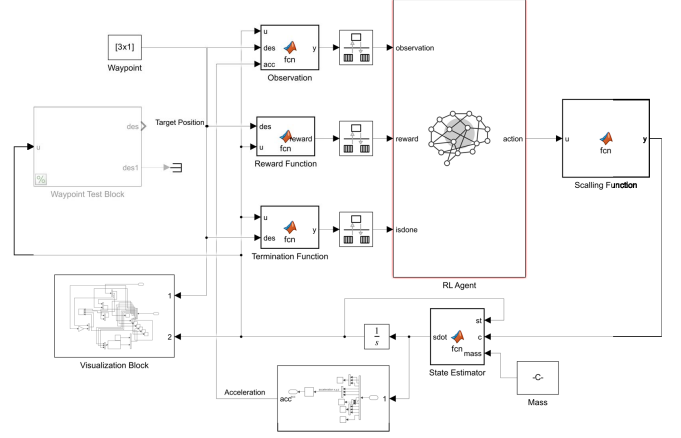 [3x1]
Waypoint
u
des
acc
fcn
y
Observation
observation
des
Target Position
u
des1
%
Waypoint Test Block
des
u
reward
fcn
Reward Function
reward
action
u
fcn
y
Scalling Function
u
des
fcn
y
Termination Function
isdone
RL Agent
1
2
Visualization Block
1
s
st
sdot
c
fcn
mass
State Estimator
-C-
Mass
Acceleration
acc
1